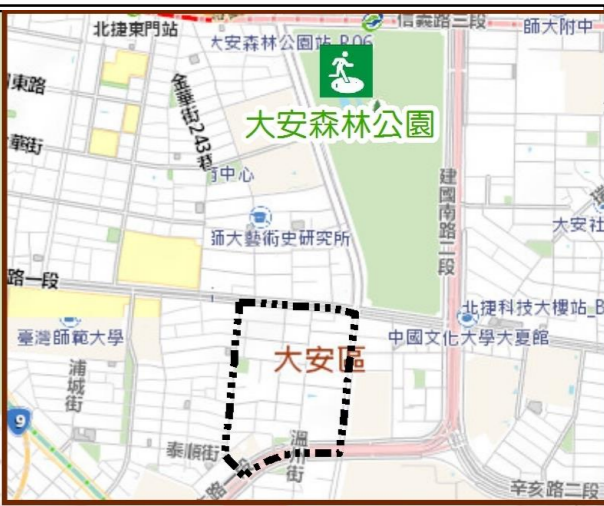 北捷東門站
大安森林公園站_R06
信義路三段
師大附中
東路
金華街243巷
大安森林公園
華街
育中心
建國南路二段
大安社
師大藝術史研究所
路一段
北捷科技大樓站_B
臺灣師範大學
中國文化大學大夏館
大安區
浦城街
9
泰順街
溫州街
路一
辛亥路二段